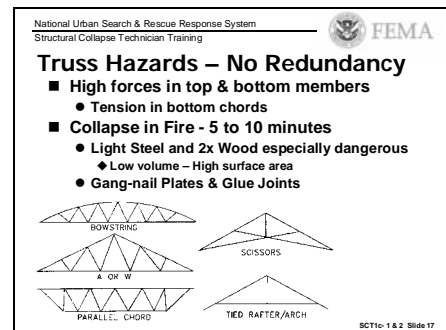 National Urban Search & Rescue Response System
Structural Collapse Technician Training
FEMA
Truss Hazards – No Redundancy
■ High forces in top & bottom members
● Tension in bottom chords
■ Collapse in Fire - 5 to 10 minutes
● Light Steel and 2x Wood especially dangerous
◆ Low volume – High surface area
● Gang-nail Plates & Glue Joints
BOWSTRING
SCISSORS
A OR W
PARALLEL CHORD
TIED RAFTER/ARCH
SCT1c- 1 & 2 Slide 17